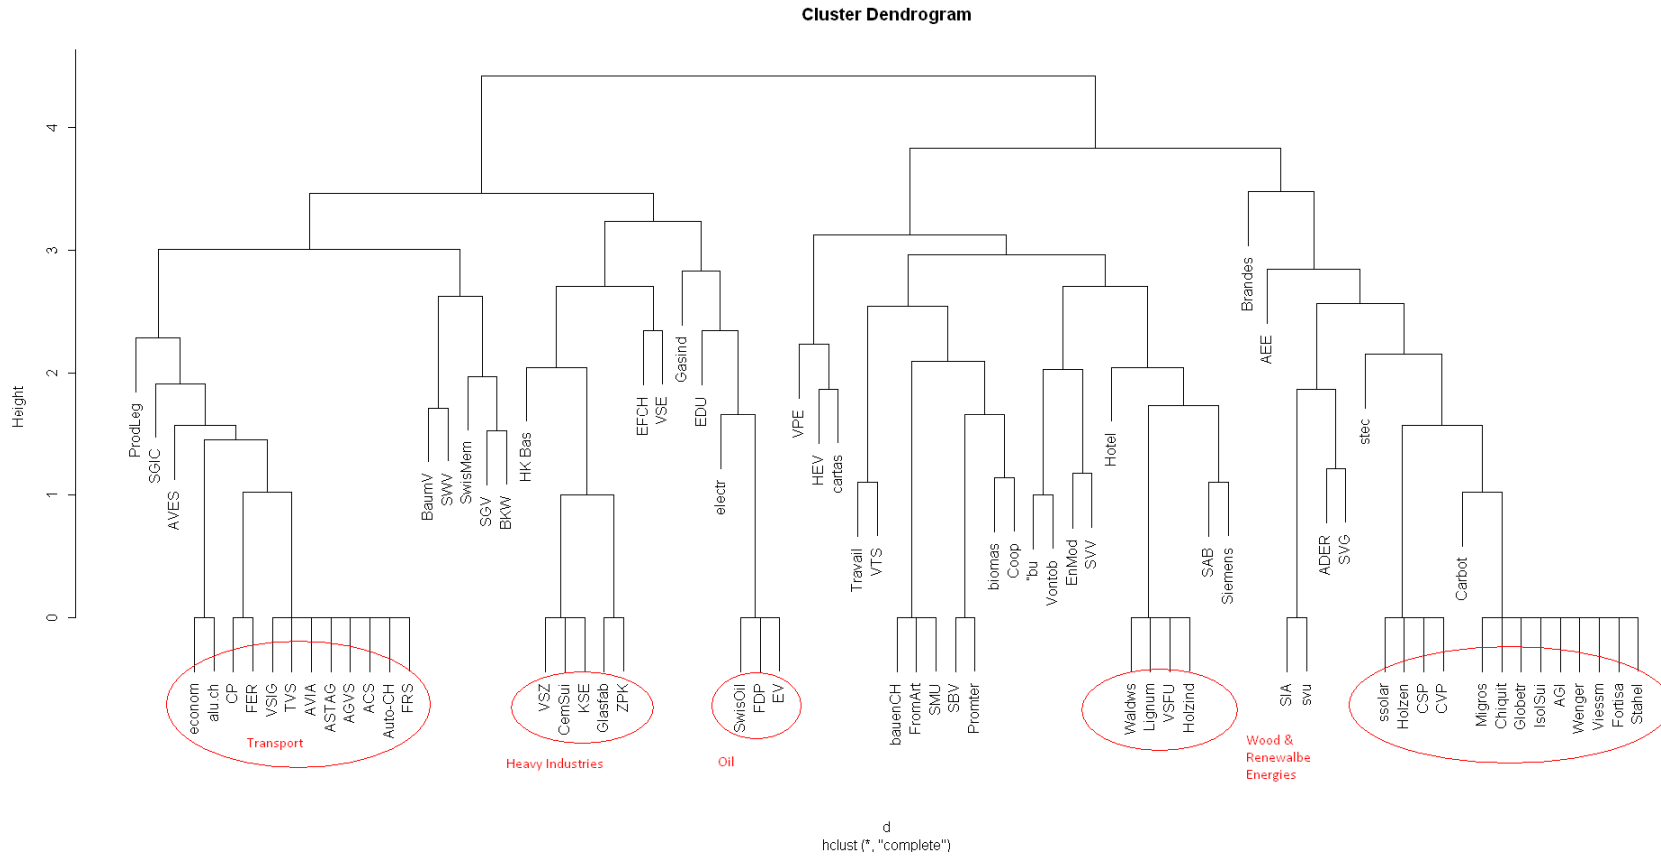 Cluster Dendrogram
Height
4
3
2
1
0
ProdLeg
SGIC
AVES
econom
alu.ch
CP
FER
VSIG
TVS
AVIA
ASTAG
AGVS
ACS
Auto-CH
FRS
BaumV
SWV
SwisMem
SGV
BKW
HK Bas
VSZ
CemSui
KSE
Glasfab
ZPK
EFCH
VSE
Gasind
EDU
electr
SwisOil
FDP
EV
VPE
HEV
cartas
Travail
VTS
bauenCH
FromArt
SMU
SBV
Promter
biomas
Coop
"bu
Vontob
EnMod
SVV
Hotel
Waldws
Lignum
VSFU
Holzind
SAB
Siemens
Brandes
AEE
SIA
svu
ADER
SVG
stec
ssolar
Holzen
CSP
CVP
Carbot
Migros
Chiquit
Globetr
IsolSui
AGI
Wenger
Viessm
Fortisa
Stahel
Transport
Heavy Industries
Oil
Wood &
Renewalbe
Energies
d
hclust (*, "complete")